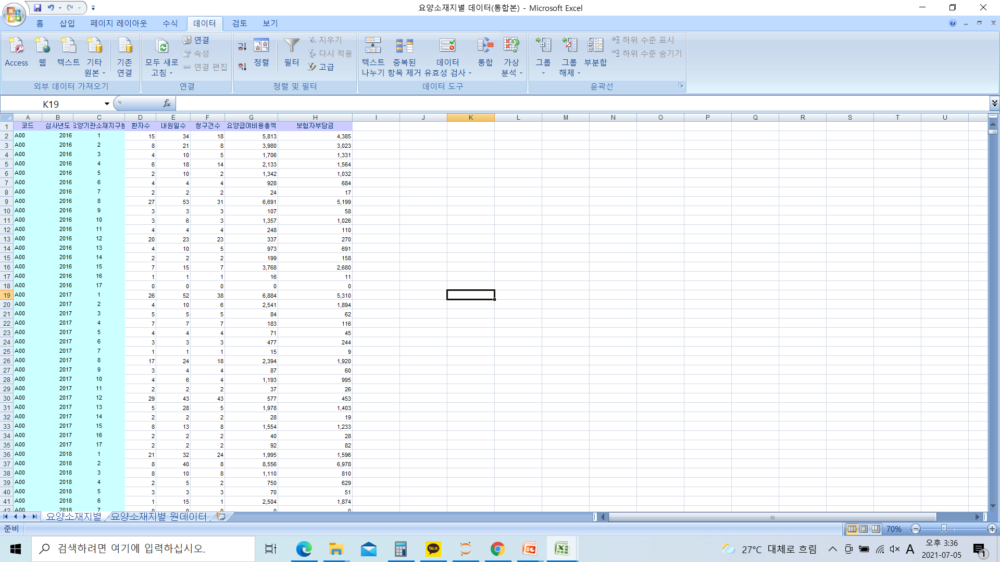 요양소재지별 데이터(통합본) - Microsoft Excel
홈 삽입 페이지 레이아웃 수식 데이터 검토 보기
Access 웹 텍스트 기타 원본 기존 연결
외부 데이터 가져오기
모두 새로 고침 연결 속성 연결 편집
연결
정렬 필터 지우기 다시 적용 고급
정렬 및 필터
텍스트 나누기 중복된 항목 제거 데이터 유효성 검사 통합 가상 분석
데이터 도구
그룹 그룹 해제 부분합 하위 수준 표시 하위 수준 숨기기
윤곽선
K19 fx
A B C D E F G H I J K L M N O P Q R S T U
1 코드 심사년도 요양기관소재지구분 환자수 내원일수 청구건수 요양급여비용총액 보험자부담금
2 A00 2016 1 15 34 18 5,813 4,385
3 A00 2016 2 8 21 8 3,980 3,023
4 A00 2016 3 4 10 5 1,706 1,331
5 A00 2016 4 6 18 14 2,133 1,564
6 A00 2016 5 2 10 2 1,342 1,032
7 A00 2016 6 4 4 4 928 684
8 A00 2016 7 2 2 2 24 17
9 A00 2016 8 27 53 31 6,691 5,199
10 A00 2016 9 3 3 3 107 58
11 A00 2016 10 3 6 3 1,357 1,026
12 A00 2016 11 4 4 4 248 110
13 A00 2016 12 20 23 23 337 270
14 A00 2016 13 4 10 5 973 691
15 A00 2016 14 2 2 2 199 158
16 A00 2016 15 7 15 7 3,768 2,680
17 A00 2016 16 1 1 1 16 11
18 A00 2016 17 0 0 0 0 0
19 A00 2017 1 26 52 38 6,884 5,310
20 A00 2017 2 4 10 6 2,541 1,894
21 A00 2017 3 5 5 5 84 62
22 A00 2017 4 7 7 7 183 116
23 A00 2017 5 4 4 4 71 45
24 A00 2017 6 3 3 3 477 244
25 A00 2017 7 1 1 1 15 9
26 A00 2017 8 17 24 18 2,394 1,920
27 A00 2017 9 3 4 4 87 60
28 A00 2017 10 4 6 4 1,193 995
29 A00 2017 11 2 2 2 37 26
30 A00 2017 12 29 43 43 577 453
31 A00 2017 13 5 28 5 1,978 1,403
32 A00 2017 14 2 2 2 28 19
33 A00 2017 15 8 13 8 1,554 1,233
34 A00 2017 16 2 2 2 40 28
35 A00 2017 17 2 2 2 92 82
36 A00 2018 1 21 32 24 1,995 1,596
37 A00 2018 2 8 40 8 8,556 6,978
38 A00 2018 3 8 10 8 1,110 810
39 A00 2018 4 2 5 2 750 629
40 A00 2018 5 3 3 3 70 51
41 A00 2018 6 1 15 1 2,504 1,874
42 A00 2018 7 0 0 0 0 0
요양소재지별 요양소재지별 원데이터
준비 70%
검색하려면 여기에 입력하십시오. TALK 27°C 대체로 흐림 A 오후 3:36
2021-07-05 1